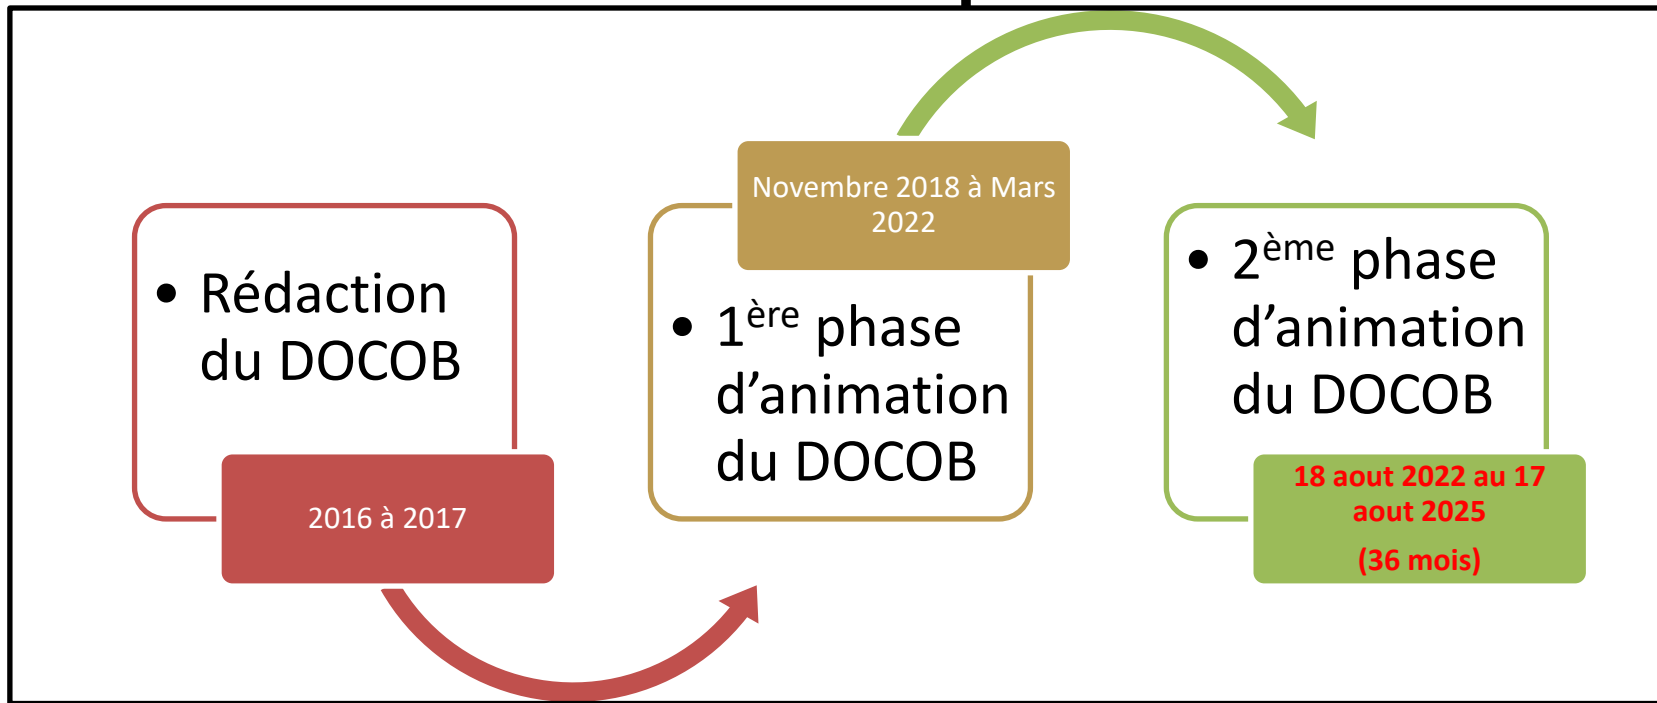 • Rédaction
du DOCOB
2016 à 2017
Novembre 2018 à Mars
2022
• 1ère phase
d’animation
du DOCOB
• 2ème phase
d’animation
du DOCOB
18 aout 2022 au 17
aout 2025
(36 mois)